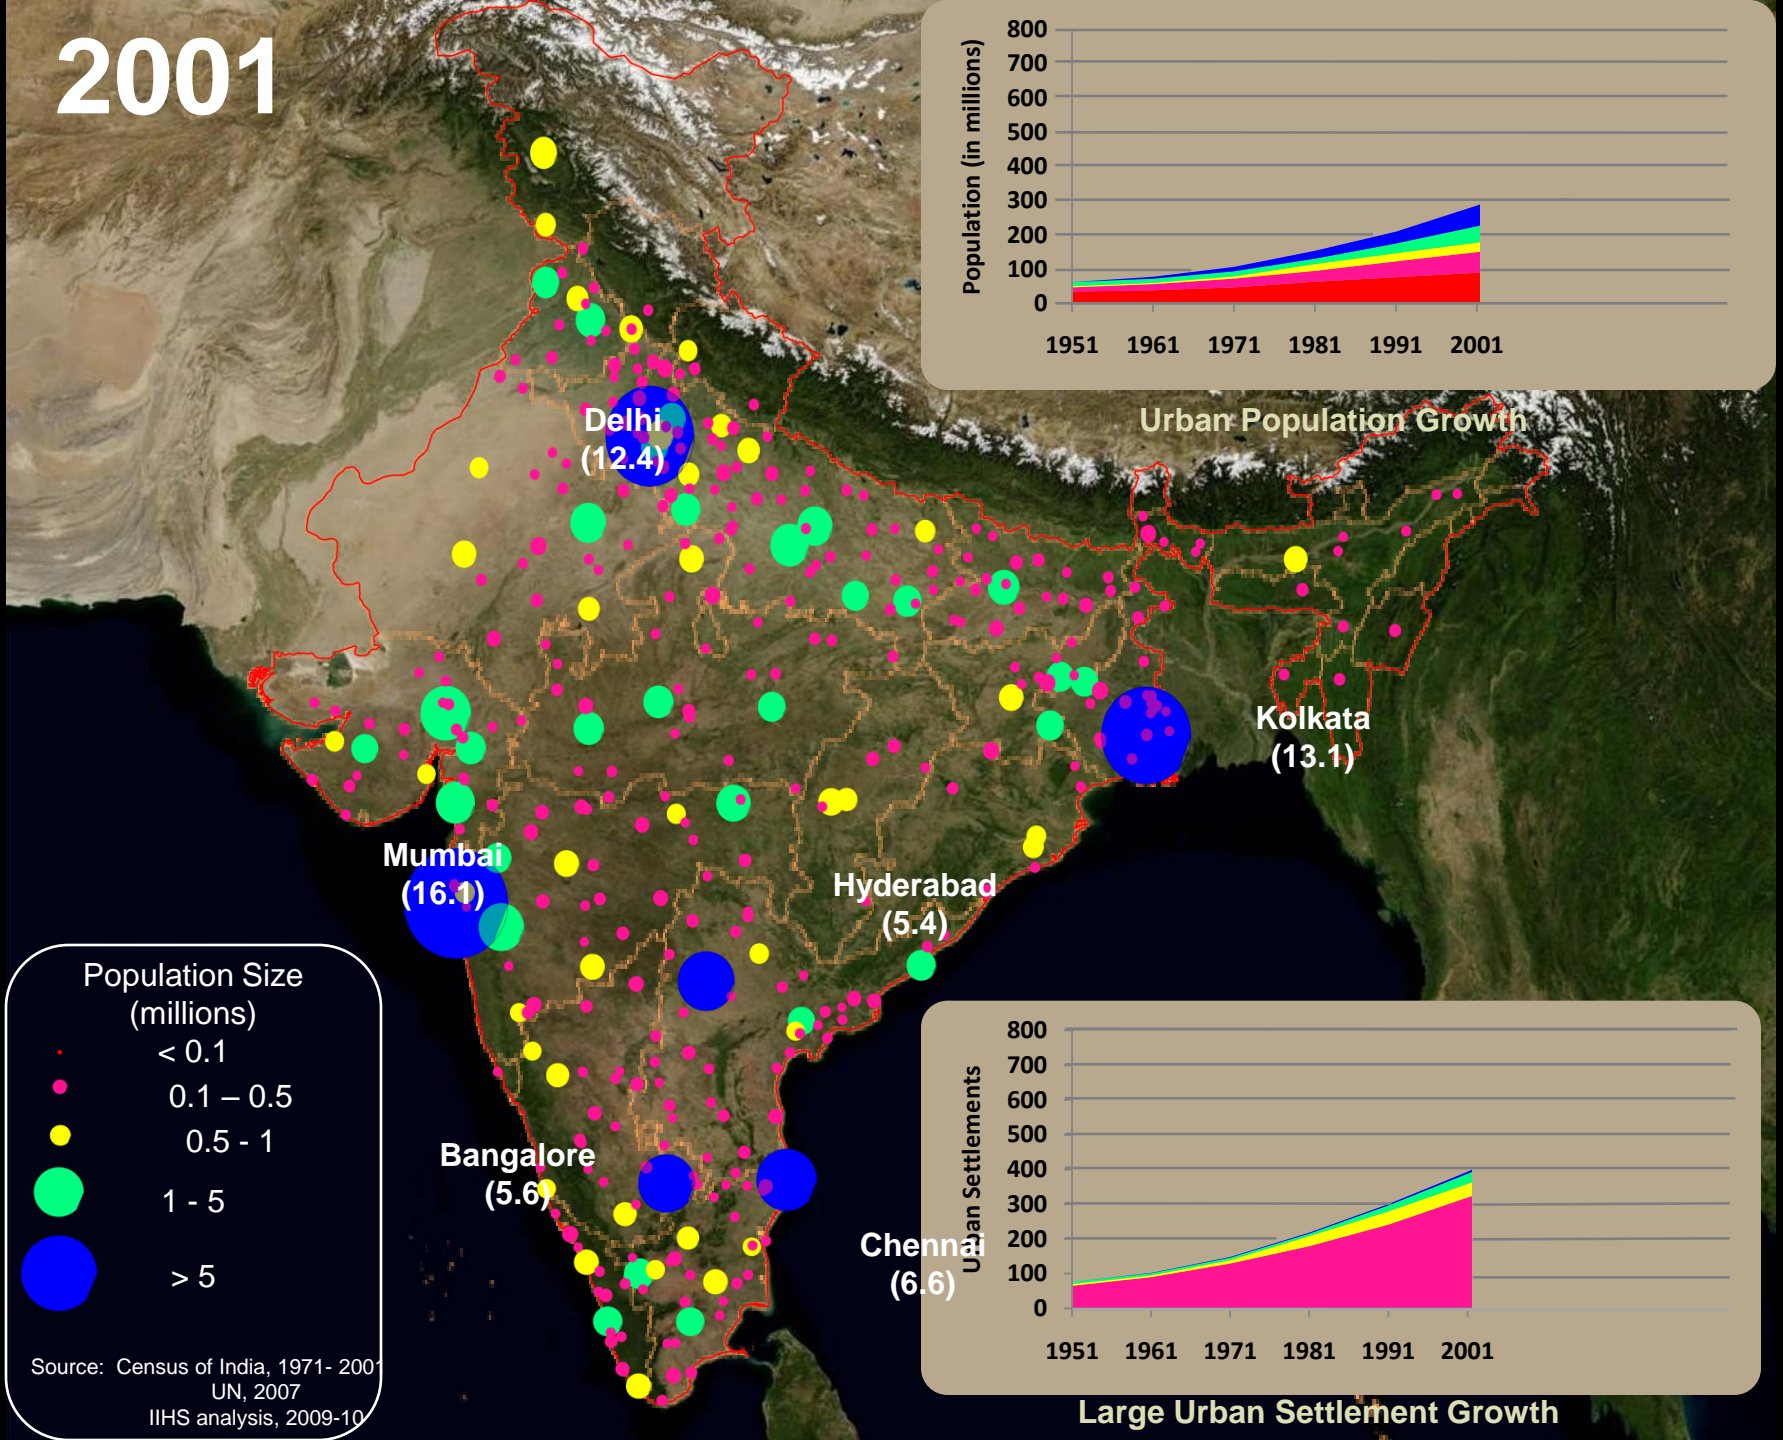 2001
800
700
600
500
400
300
200
100
0
Population (in millions)
1951 1961 1971 1981 1991 2001
Urban Population Growth
Delhi
(12.4)
Kolkata
(13.1)
Mumbai
(16.1)
Hyderabad
(5.4)
Bangalore
(5.6)
Chennai
(6.6)
Population Size
(millions)
< 0.1
0.1 – 0.5
0.5 - 1
1 - 5
> 5
Source: Census of India, 1971- 2001
UN, 2007
IIHS analysis, 2009-10
800
700
600
500
400
300
200
100
0
Urban Settlements
1951 1961 1971 1981 1991 2001
Large Urban Settlement Growth